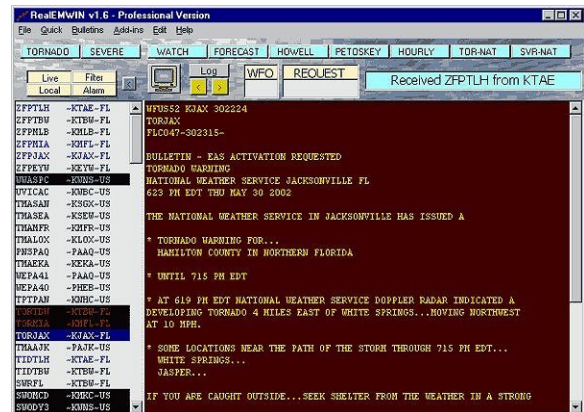 RealEMWIN v1.6 - Professional Version
File Quick Bulletins Add-ins Edit Help
TORNADO SEVERE WATCH FORECAST HOWELL PETOSKEY HOURLY TOR-NAT SVR-NAT
Live Filter Log WFO REQUEST
Local Alarm < < > Received ZFPTLH from KTAE
ZFPTLH ~KTAE-FL
ZFPTBW ~KTBW-FL
ZFPMLB ~KMLB-FL
ZFPMIA ~KMFL-FL
ZFPJAX ~KJAX-FL
ZFPEYW ~KEYW-FL
WWASPC ~KWNS-US
UVICAC ~KWBC-US
TMASAN ~KSGX-US
TMASEA ~KSEW-US
TMAMFR ~KMFR-US
TMALOX ~KLOX-US
PNSPAQ ~PAAQ-US
TMAEKA ~KEKA-US
WEPA41 ~PAAQ-US
WEPA40 ~PHEB-US
TPTPAN ~KNHC-US
TORTBW ~KTBW-FL
TORMIA ~KMFL-FL
TORJAX ~KJAX-FL
TMAAJK ~PAJK-US
TIDTLH ~KTAE-FL
TIDTBW ~KTBW-FL
SWRFL ~KTBW-FL
SWOMCD ~KMKC-US
SWODY3 ~KWNS-US
WFUS52 KJAX 302224
TORJAX
FLC047-302315-
BULLETIN - EAS ACTIVATION REQUESTED
TORNADO WARNING
NATIONAL WEATHER SERVICE JACKSONVILLE FL
623 PM EDT THU MAY 30 2002
THE NATIONAL WEATHER SERVICE IN JACKSONVILLE HAS ISSUED A
* TORNADO WARNING FOR...
HAMILTON COUNTY IN NORTHERN FLORIDA
* UNTIL 715 PM EDT
* AT 619 PM EDT NATIONAL WEATHER SERVICE DOPPLER RADAR INDICATED A
DEVELOPING TORNADO 4 MILES EAST OF WHITE SPRINGS...MOVING NORTHWEST
AT 10 MPH.
* SOME LOCATIONS NEAR THE PATH OF THE STORM THROUGH 715 PM EDT...
WHITE SPRINGS...
JASPER...
IF YOU ARE CAUGHT OUTSIDE...SEEK SHELTER FROM THE WEATHER IN A STRONG